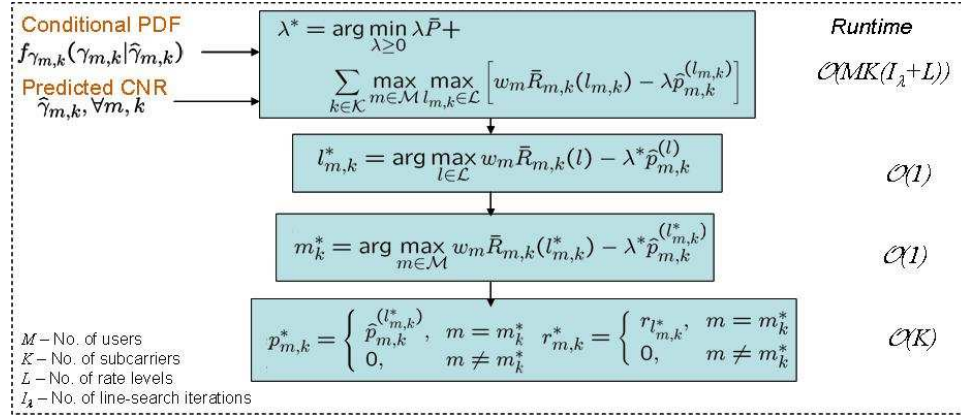 Conditional PDF
f_{γ_{m,k}}(γ_{m,k}|γ̂_{m,k})
Predicted CNR
γ̂_{m,k}, ∀m, k
λ* = arg min_{λ≥0} λP̄ +
∑_{k∈𝒦} max_{m∈ℳ} max_{l_{m,k}∈ℒ} [w_m R̄_{m,k}(l_{m,k}) − λp̂_{m,k}^{(l_{m,k})}]
Runtime
𝒪(MK(I_λ+L))
l*_{m,k} = arg max_{l∈ℒ} w_m R̄_{m,k}(l) − λ*p̂_{m,k}^{(l)}
𝒪(1)
m*_k = arg max_{m∈ℳ} w_m R̄_{m,k}(l*_{m,k}) − λ*p̂_{m,k}^{(l*_{m,k})}
𝒪(1)
p*_{m,k} = { p̂_{m,k}^{(l*_{m,k})}, m = m*_k
0, m ≠ m*_k
r*_{m,k} = { r_{l*_{m,k}}, m = m*_k
0, m ≠ m*_k
𝒪(K)
M – No. of users
K – No. of subcarriers
L – No. of rate levels
I_λ – No. of line-search iterations